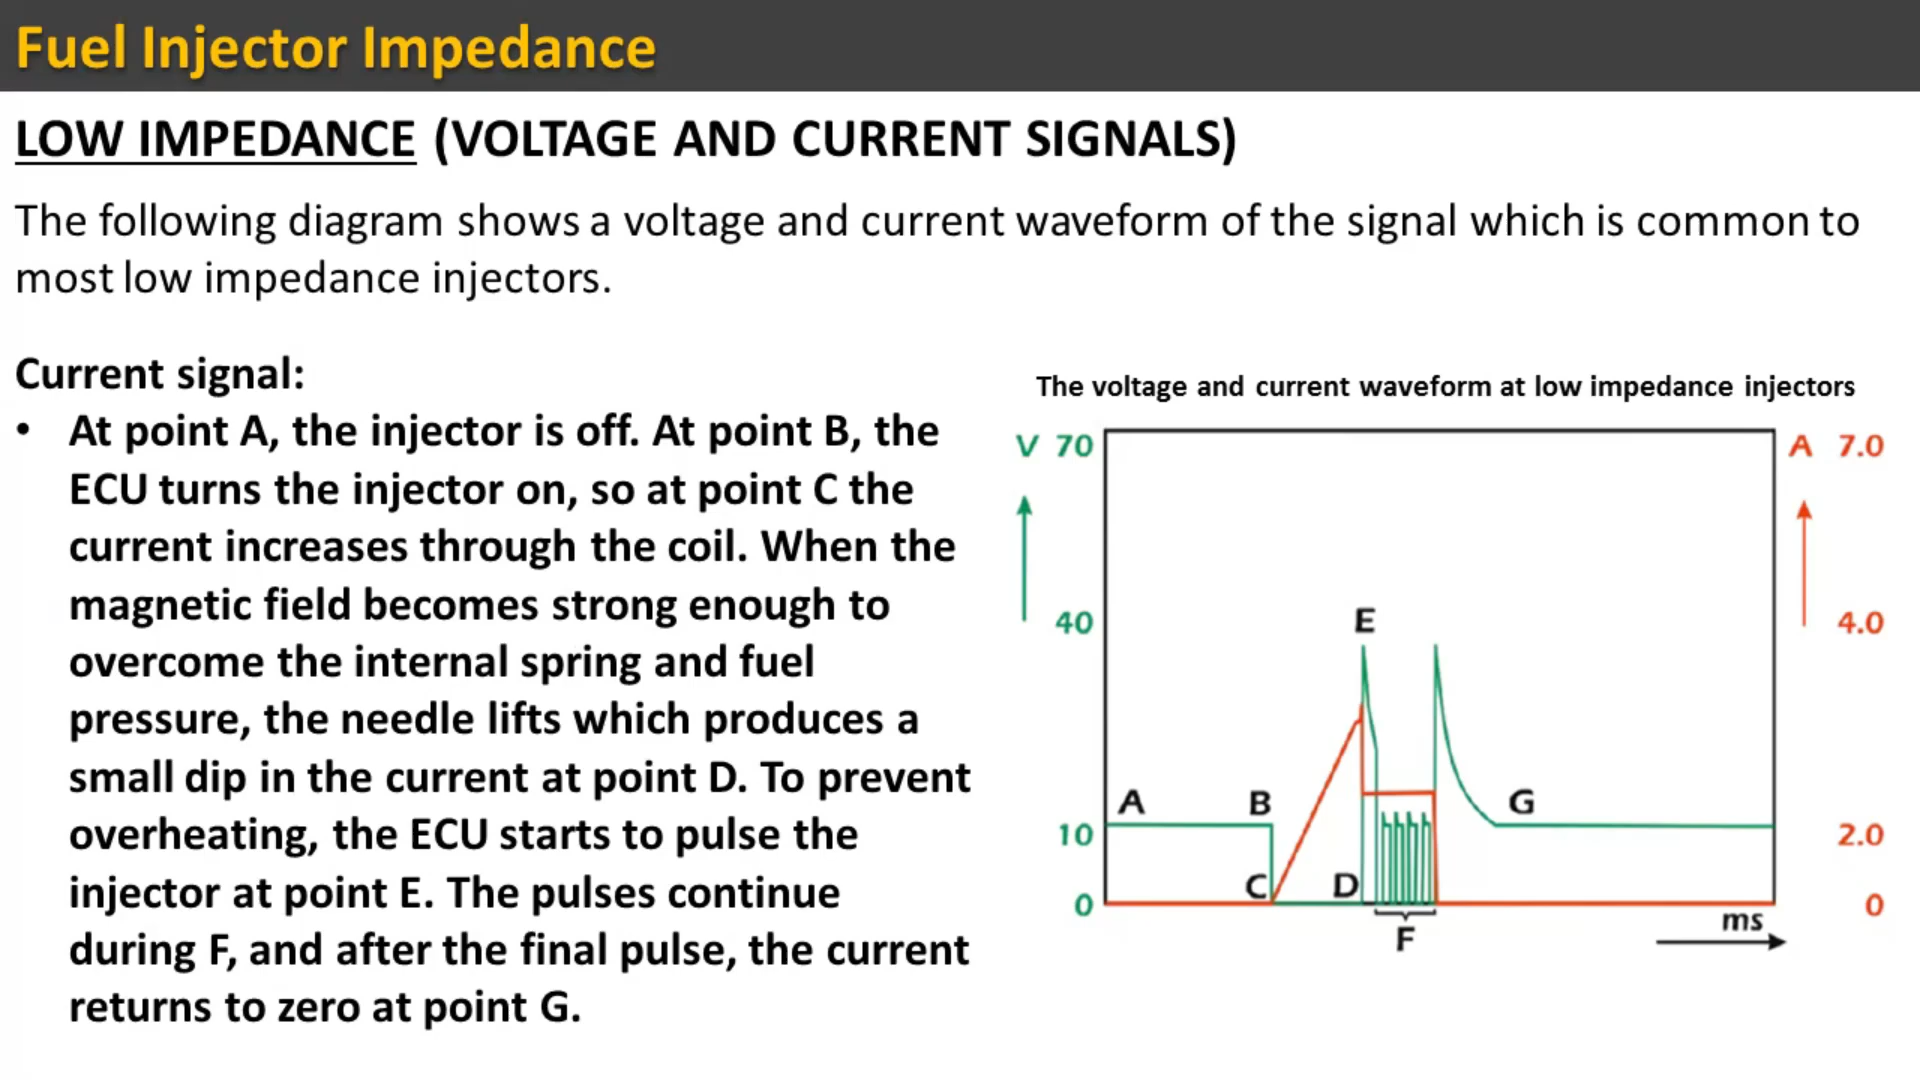 Fuel Injector Impedance
LOW IMPEDANCE (VOLTAGE AND CURRENT SIGNALS)
The following diagram shows a voltage and current waveform of the signal which is common to
most low impedance injectors.
Current signal:
• At point A, the injector is off. At point B, the
ECU turns the injector on, so at point C the
current increases through the coil. When the
magnetic field becomes strong enough to
overcome the internal spring and fuel
pressure, the needle lifts which produces a
small dip in the current at point D. To prevent
overheating, the ECU starts to pulse the
injector at point E. The pulses continue
during F, and after the final pulse, the current
returns to zero at point G.
The voltage and current waveform at low impedance injectors
V 70
A 7.0
40
E
4.0
A
B
G
10
2.0
C
D
0
0
F
ms